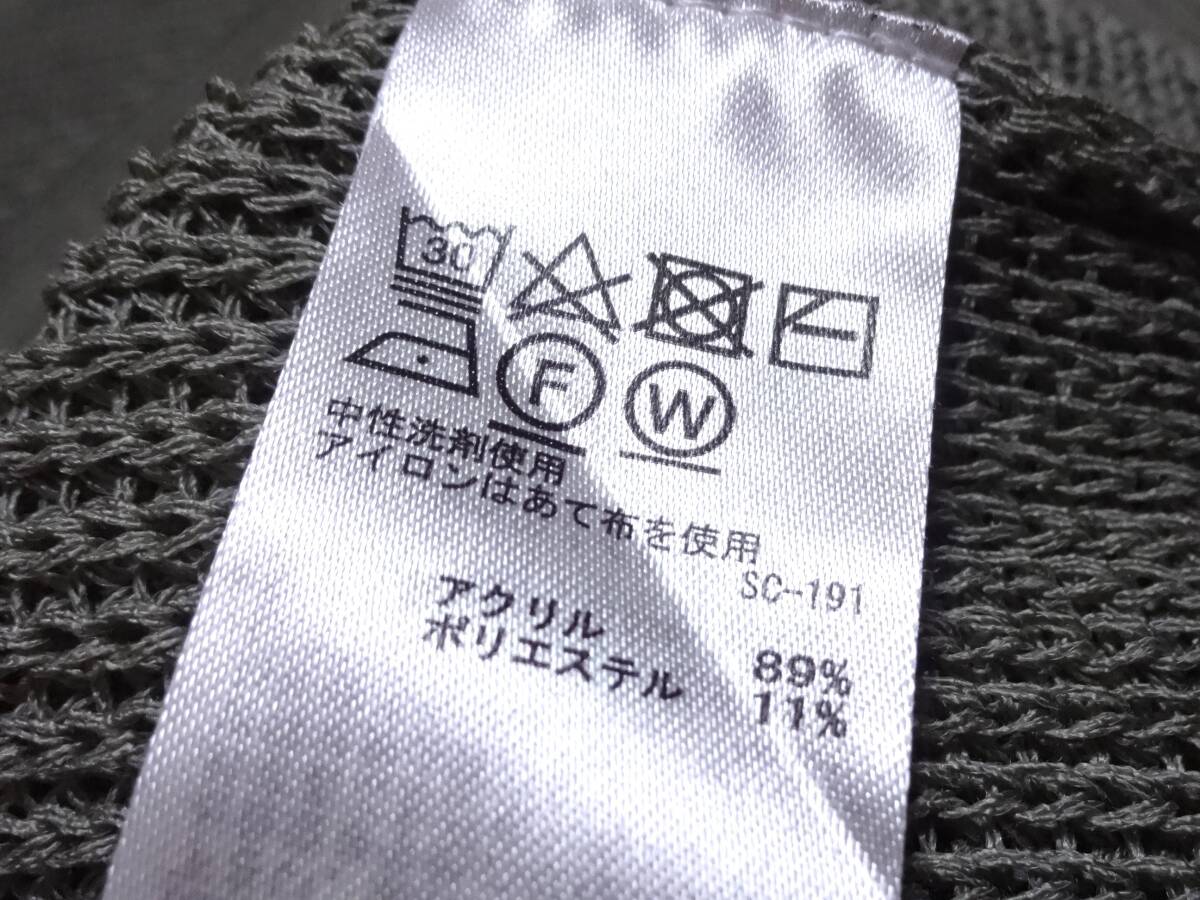 30
F W
中性洗剤使用
アイロンはあて布を使用
SC-191
アクリル 89%
ポリエステル 11%